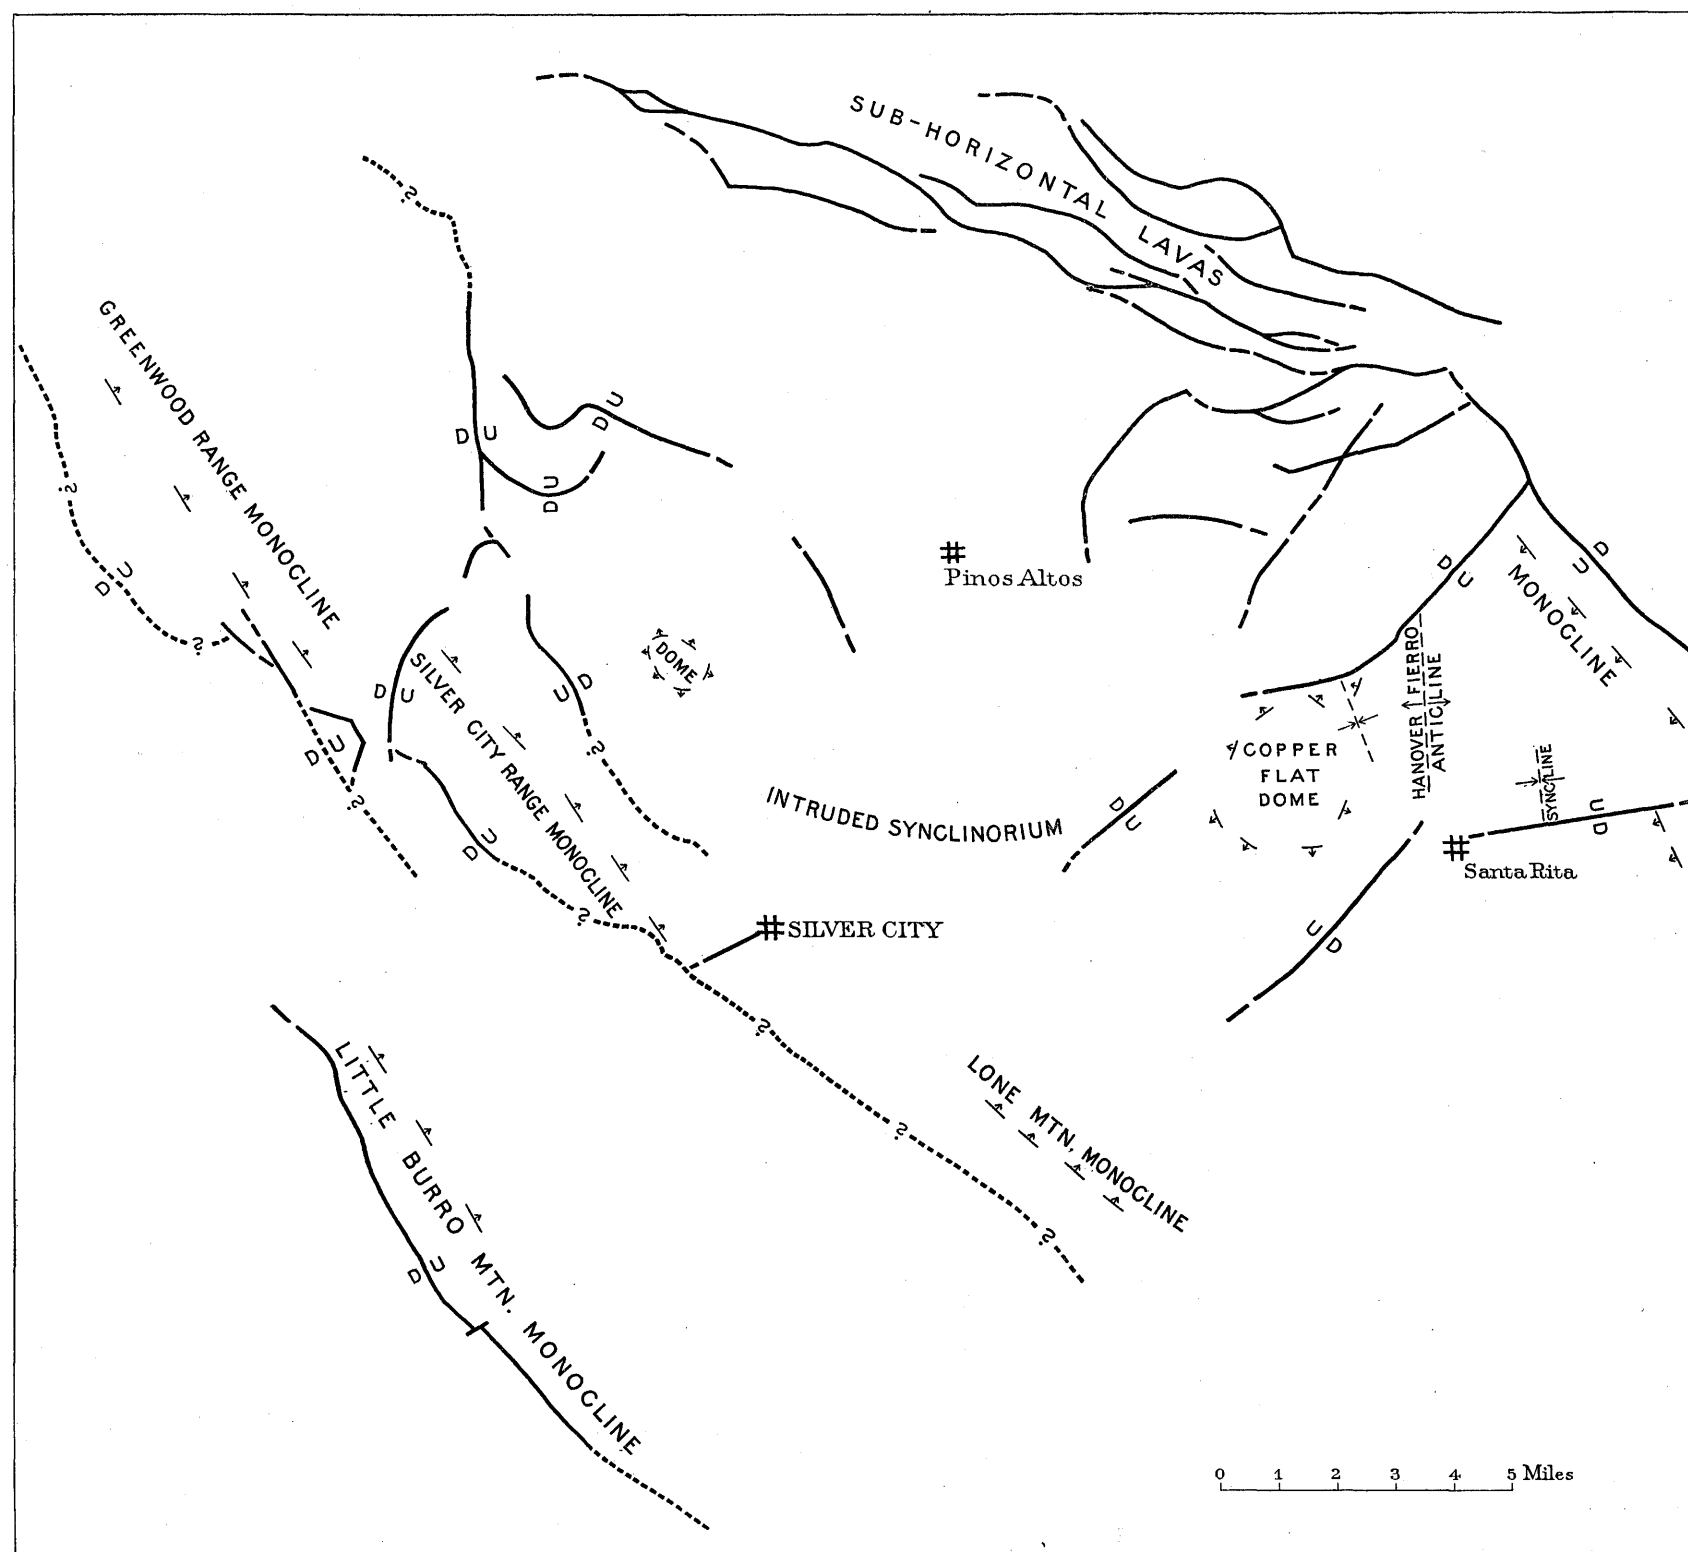 SUB-HORIZONTAL LAVAS
?
GREENWOOD RANGE MONOCLINE
D U
D U
D U
?
D U
D U
Pinos Altos
D U
MONOCLINE
U D
?
DOME
HANOVER FIERRO
ANTICLINE
SILVER CITY RANGE MONOCLINE
D U
U D
D U
?
?
COPPER
FLAT
DOME
SYNCLINE
INTRUDED SYNCLINORIUM
D U
U D
D U
Santa Rita
?
SILVER CITY
U D
?
LITTLE BURRO MTN. MONOCLINE
LONE MTN. MONOCLINE
?
?
D U
0 1 2 3 4 5 Miles